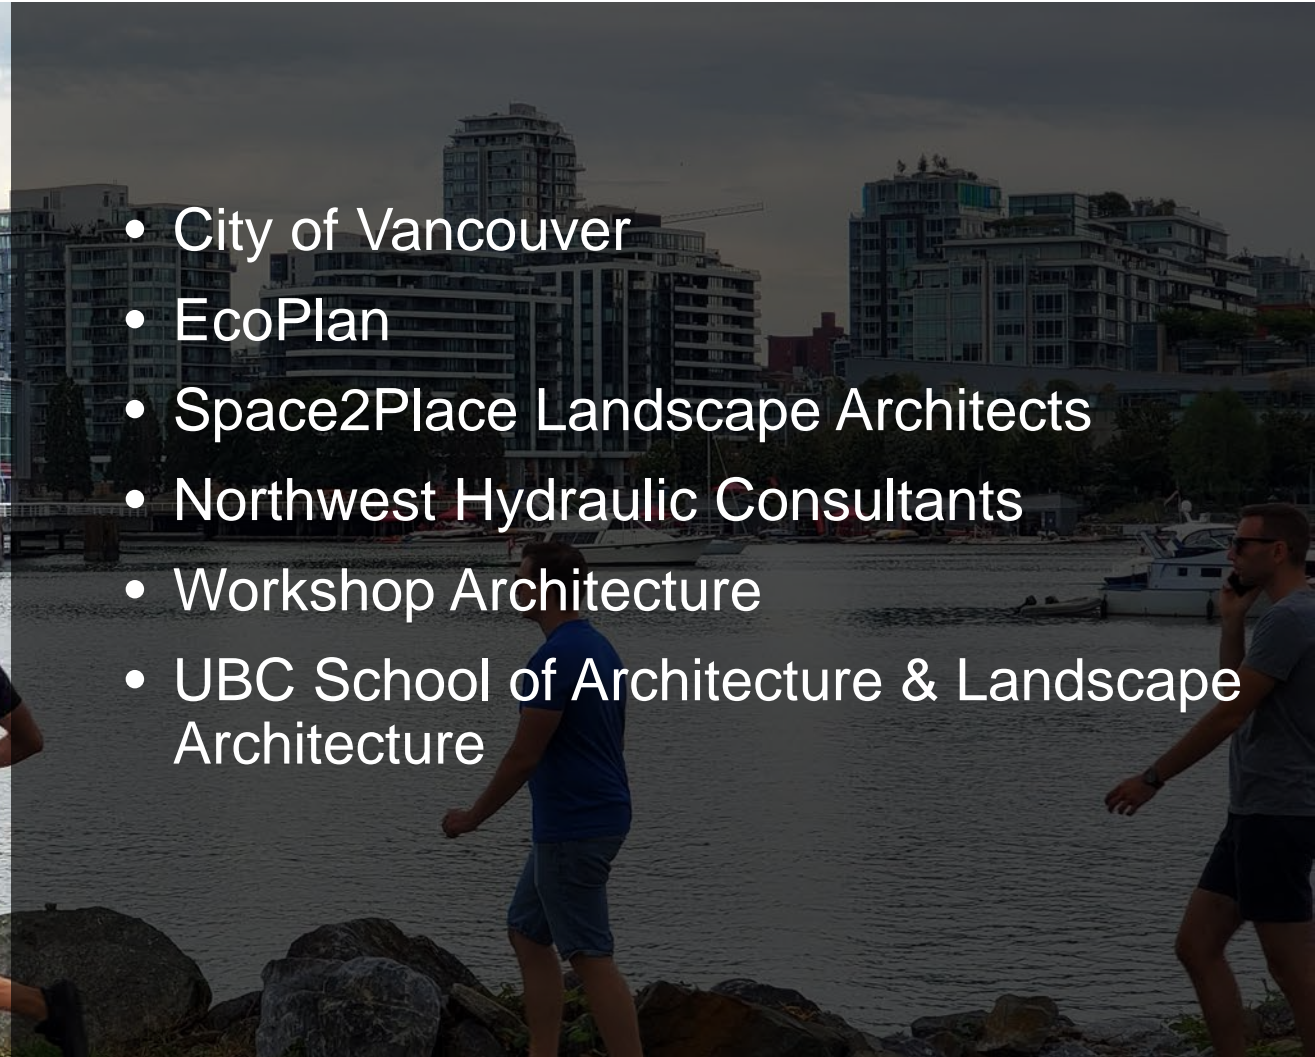 • City of Vancouver
• EcoPlan
• Space2Place Landscape Architects
• Northwest Hydraulic Consultants
• Workshop Architecture
• UBC School of Architecture & Landscape
Architecture